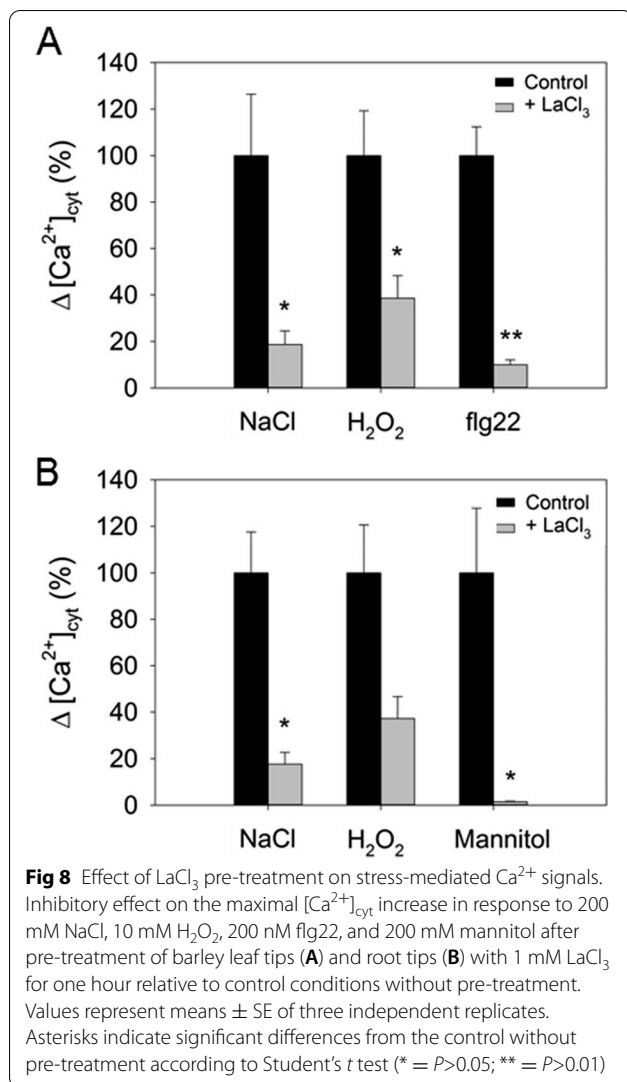 A
140
120
100
80
60
40
20
0
Δ [Ca²⁺]cyt (%)
Control
+ LaCl₃
*
*
**
NaCl H₂O₂ flg22
B
140
120
100
80
60
40
20
0
Δ [Ca²⁺]cyt (%)
Control
+ LaCl₃
*
*
NaCl H₂O₂ Mannitol
Fig 8 Effect of LaCl₃ pre-treatment on stress-mediated Ca²⁺ signals.
Inhibitory effect on the maximal [Ca²⁺]cyt increase in response to 200
mM NaCl, 10 mM H₂O₂, 200 nM flg22, and 200 mM mannitol after
pre-treatment of barley leaf tips (A) and root tips (B) with 1 mM LaCl₃
for one hour relative to control conditions without pre-treatment.
Values represent means ± SE of three independent replicates.
Asterisks indicate significant differences from the control without
pre-treatment according to Student's t test (* = P>0.05; ** = P>0.01)